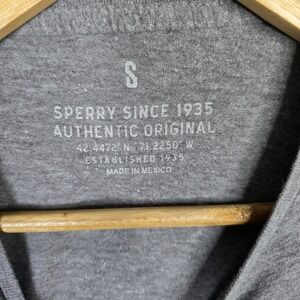 S
SPERRY SINCE 1935
AUTHENTIC ORIGINAL
42.4472° N 71.2250° W
ESTABLISHED 1935
MADE IN MEXICO